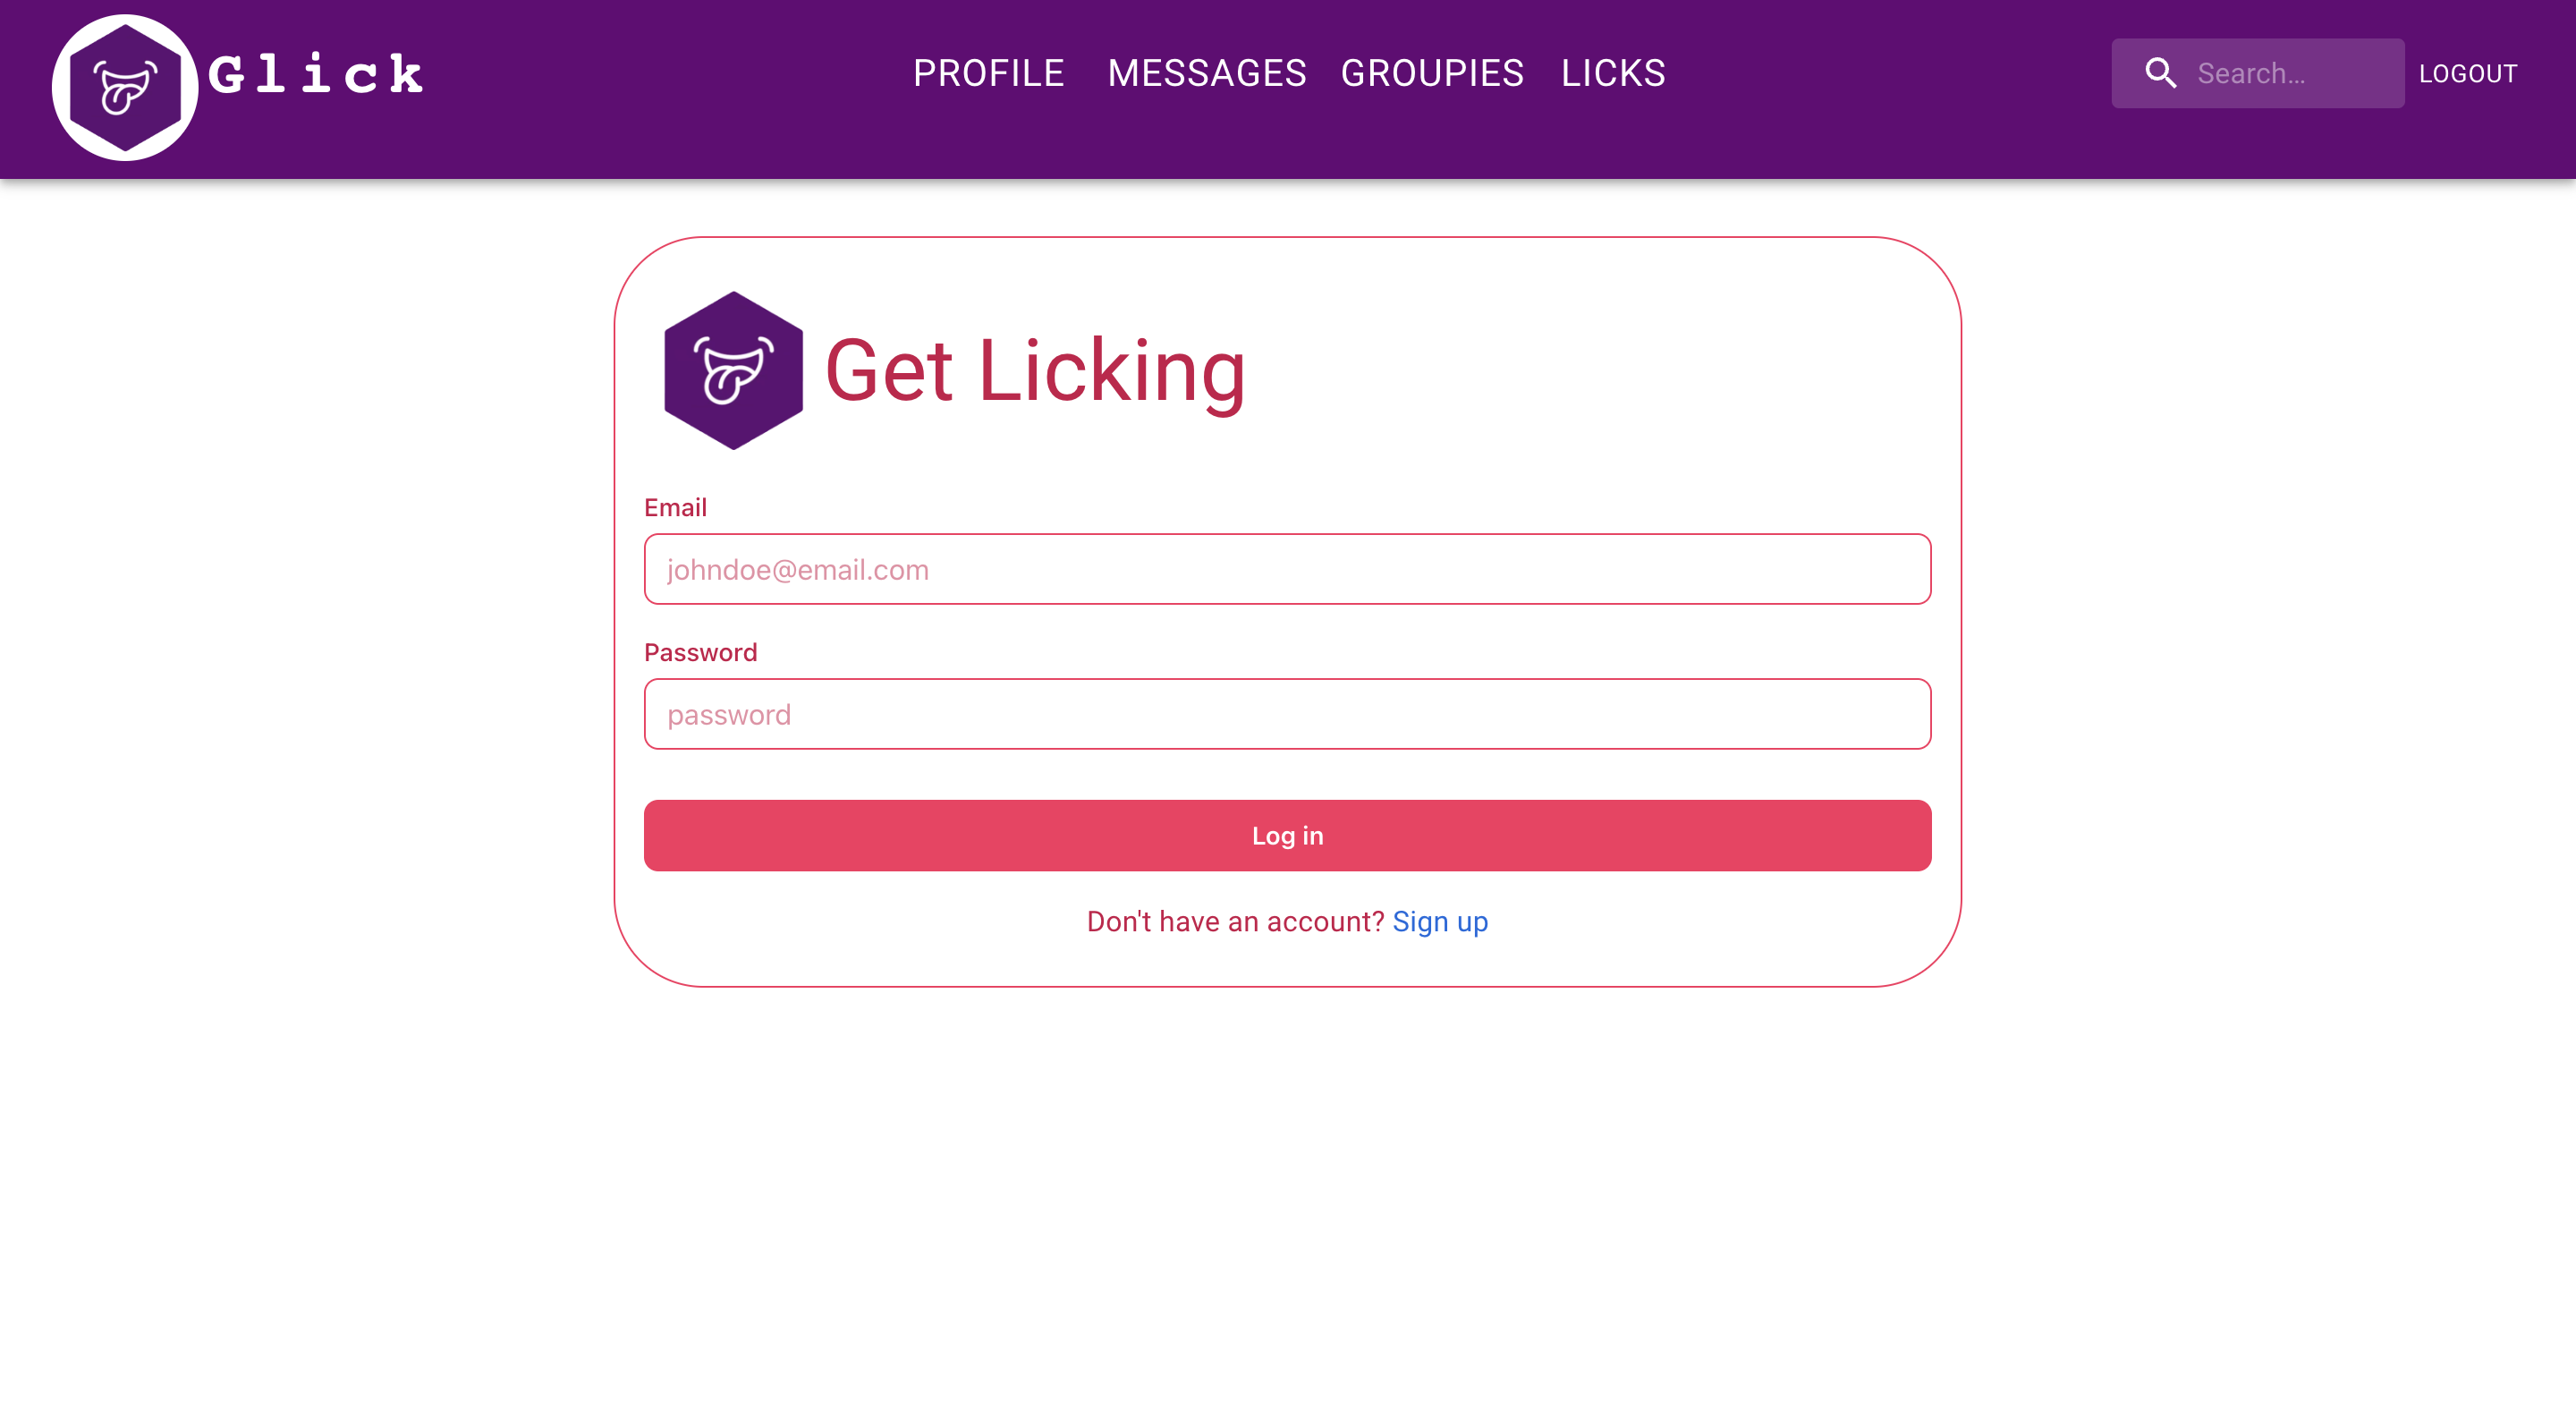 Glick
PROFILE MESSAGES GROUPIES LICKS
Search…
LOGOUT
Get Licking
Email
johndoe@email.com
Password
password
Log in
Don't have an account? Sign up